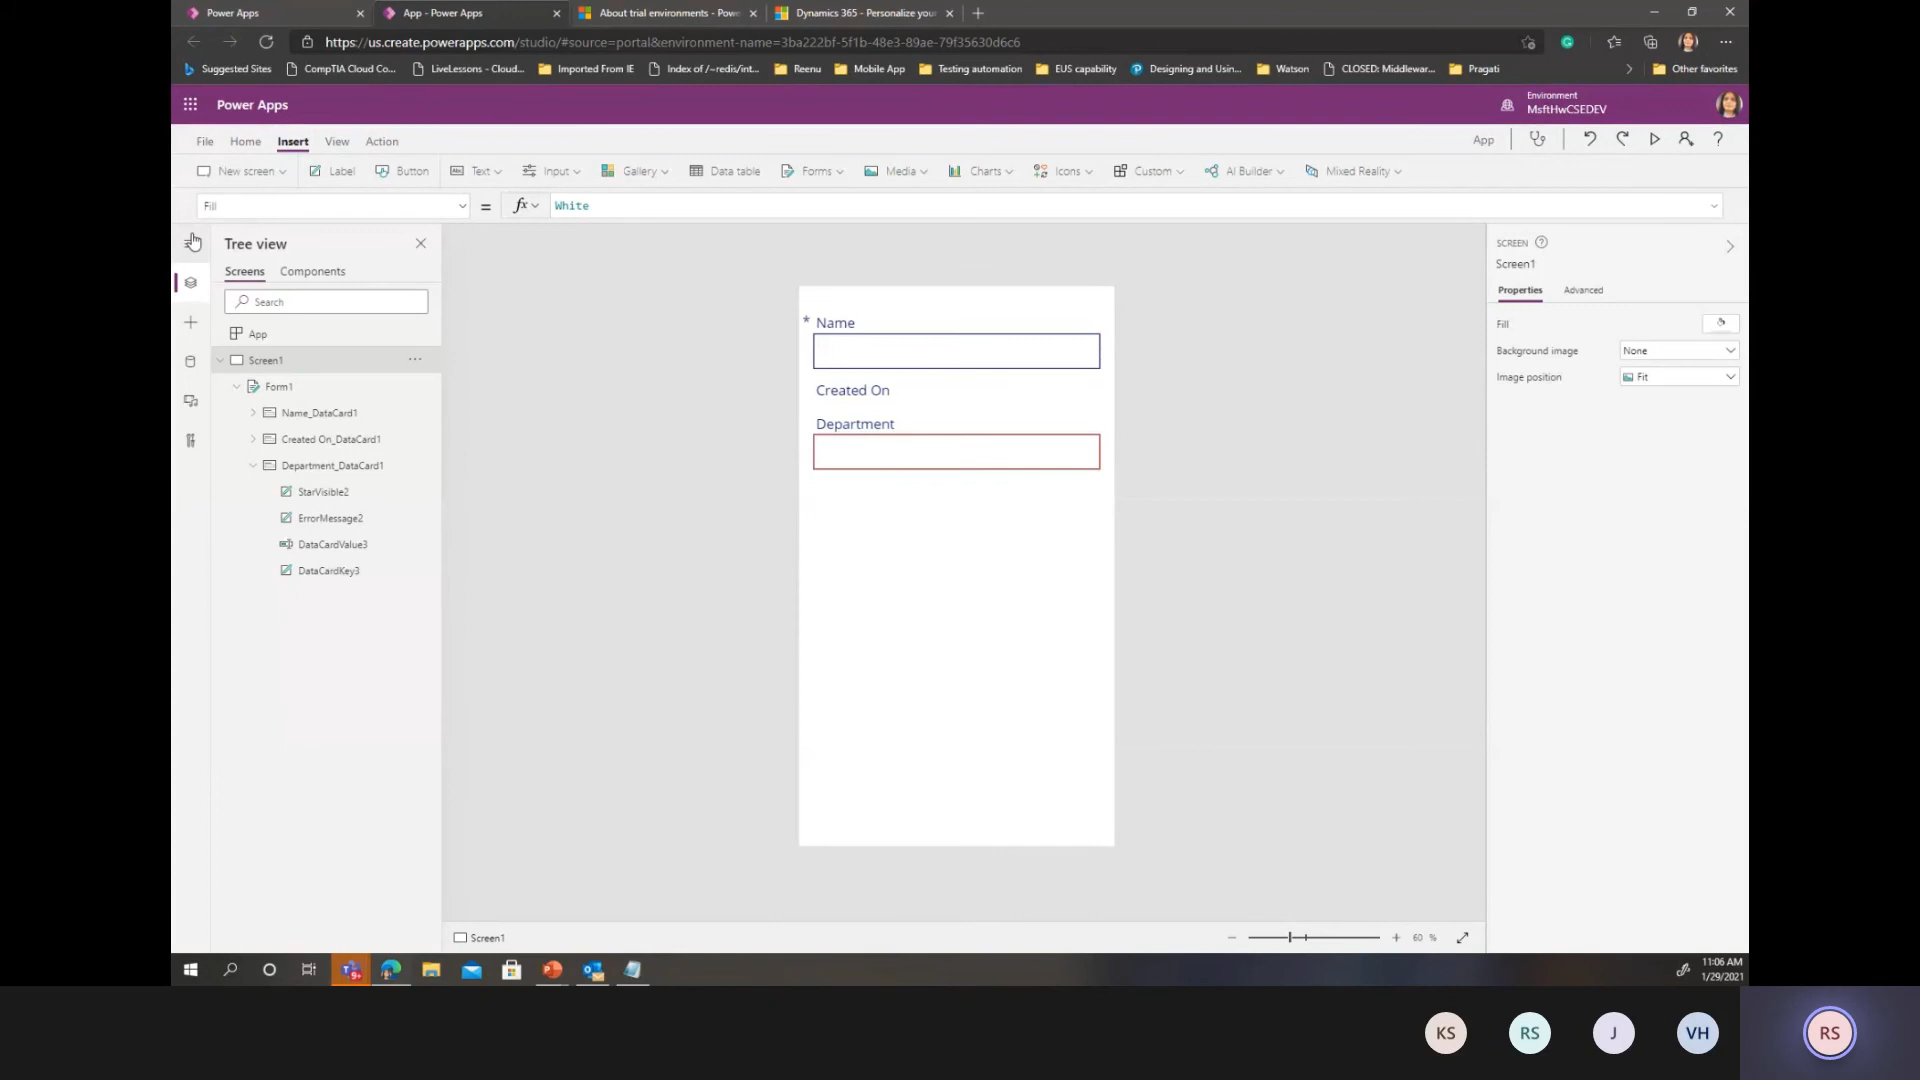 Power Apps
App - Power Apps
About trial environments - Powe
Dynamics 365 - Personalize your
https://us.create.powerapps.com/studio/#source=portal&environment-name=3ba222bf-5f1b-48e3-89ae-79f35630d6c6
Suggested Sites
CompTIA Cloud Co...
LiveLessons - Cloud...
Imported From IE
Index of /~redis/int...
Reenu
Mobile App
Testing automation
EUS capability
Designing and Usin...
Watson
CLOSED: Middlewar...
Pragati
Other favorites
Power Apps
Environment
MsftHwCSEDEV
File Home Insert View Action
App
New screen
Label
Button
Text
Input
Gallery
Data table
Forms
Media
Charts
Icons
Custom
AI Builder
Mixed Reality
Fill
= fx White
Tree view
Screens Components
Search
App
Screen1
Form1
Name_DataCard1
Created On_DataCard1
Department_DataCard1
StarVisible2
ErrorMessage2
DataCardValue3
DataCardKey3
* Name
Created On
Department
SCREEN
Screen1
Properties Advanced
Fill
Background image None
Image position Fit
Screen1
60 %
11:06 AM
1/29/2021
KS
RS
J
VH
RS